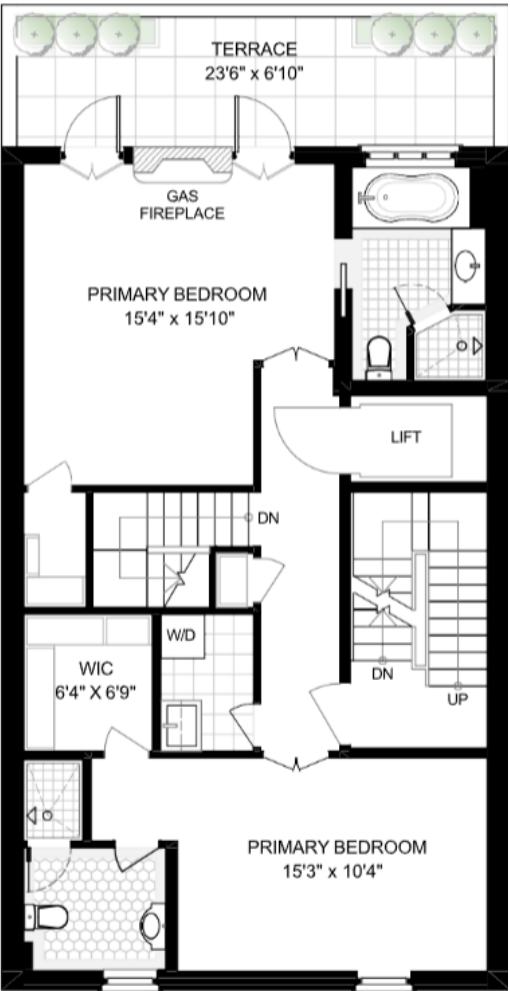 TERRACE
23'6" x 6'10"
GAS
FIREPLACE
PRIMARY BEDROOM
15'4" x 15'10"
LIFT
DN
W/D
WIC
6'4" X 6'9"
DN
UP
PRIMARY BEDROOM
15'3" x 10'4"